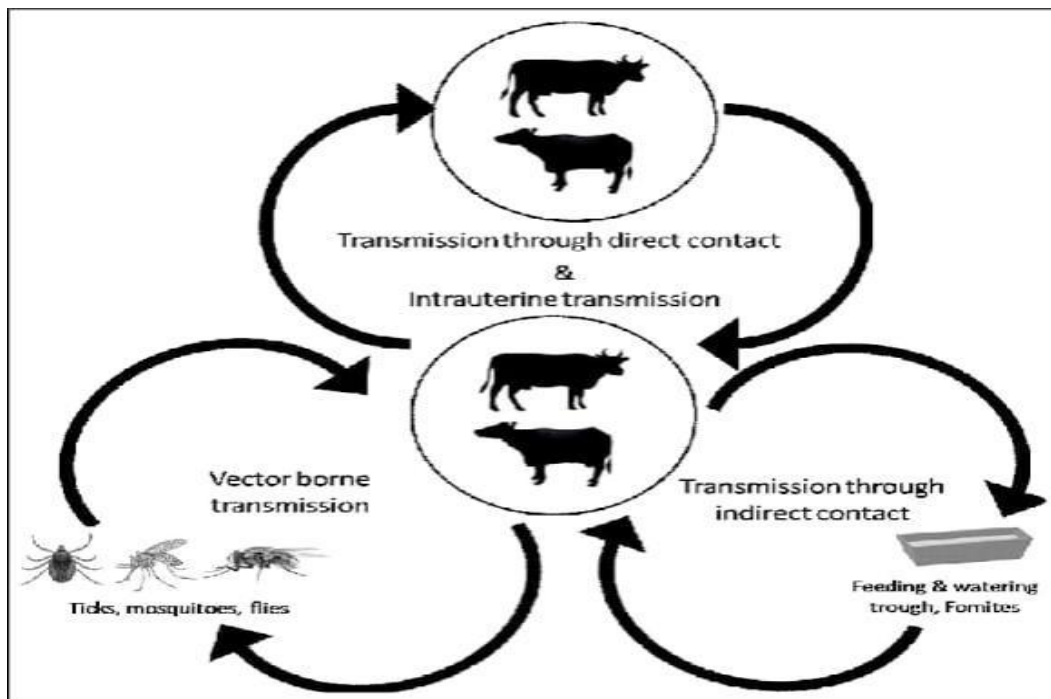 Transmission through direct contact
&
Intrauterine transmission
Vector borne
transmission
Transmission through
indirect contact
Ticks, mosquitoes, flies
Feeding & watering
trough, Fomites